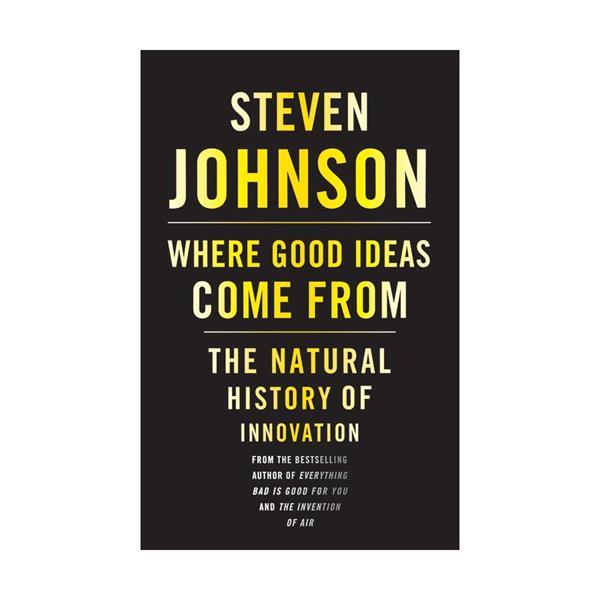 STEVEN
JOHNSON
WHERE GOOD IDEAS
COME FROM
THE NATURAL
HISTORY OF
INNOVATION
FROM THE BESTSELLING
AUTHOR OF EVERYTHING
BAD IS GOOD FOR YOU
AND THE INVENTION
OF AIR